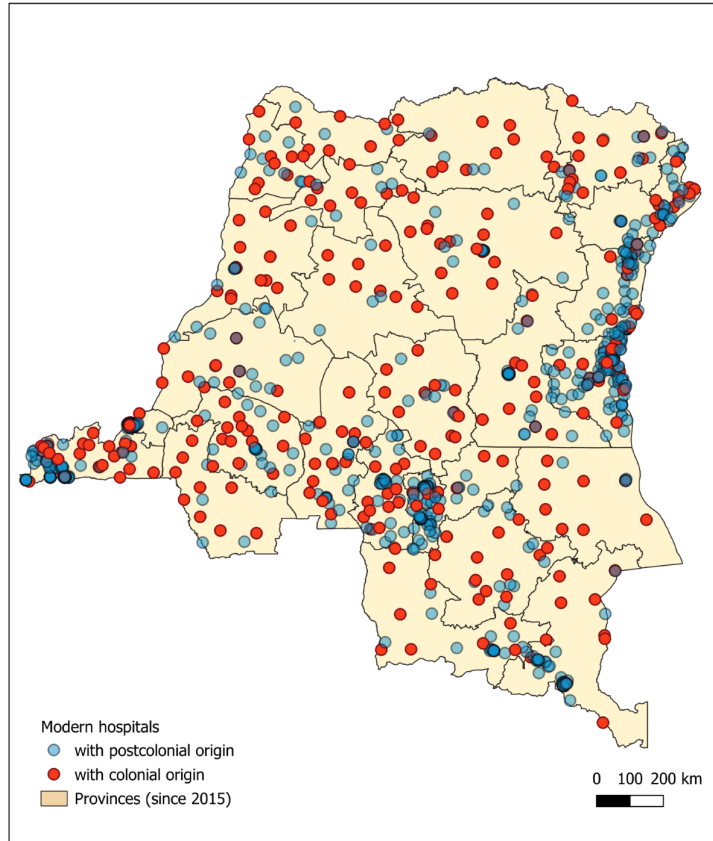 Modern hospitals
with postcolonial origin
with colonial origin
Provinces (since 2015)
0 100 200 km